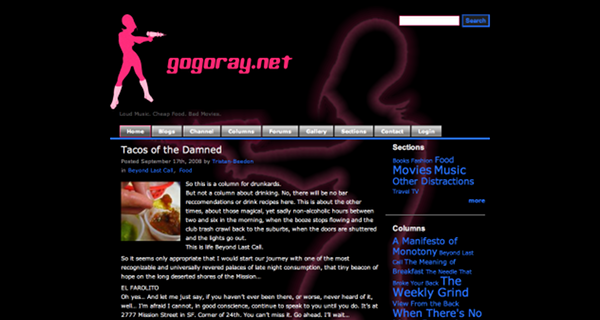 gogoray.net
Search
Loud Music. Cheap Food. Bad Movies.
Home Blogs Channel Columns Forums Gallery Sections Contact Login
Tacos of the Damned
Posted September 17th, 2008 by Tristan
in Beyond Last Call, Food
So this is a column for drunkards.
But not a column about drinking. No, there will be no bar
reccomendations or drink recipes here. This is about the other
times, about those magical, yet sadly non-alcoholic hours between
two and six in the morning, when the booze stops flowing and the
club trash crawl back to the suburbs, when the doors are shuttered
and the lights go out.
This is life Beyond Last Call.
So it seems only appropriate that I would start our journey with one of the most
recognizable and universally revered palaces of late night consumption, that tiny beacon of
hope on the long deserted shores of the Mission...
EL FAROLITO
Oh yes... And let me just say, if you haven't ever been there, or worse, never heard of it,
well... I'm afraid I cannot, in good conscience, continue to speak to you until you do. It's at
2777 Mission Street in SF. Corner of 24th. You can't miss it. Go ahead, I'll wait...
Sections
Books Fashion Food
Movies Music
Other Distractions
Travel TV
more
Columns
A Manifesto of
Monotony Beyond Last
Call The Meaning of
Breakfast The Needle That
Broke Your Back The
Weekly Grind
View From the Back
When There's No